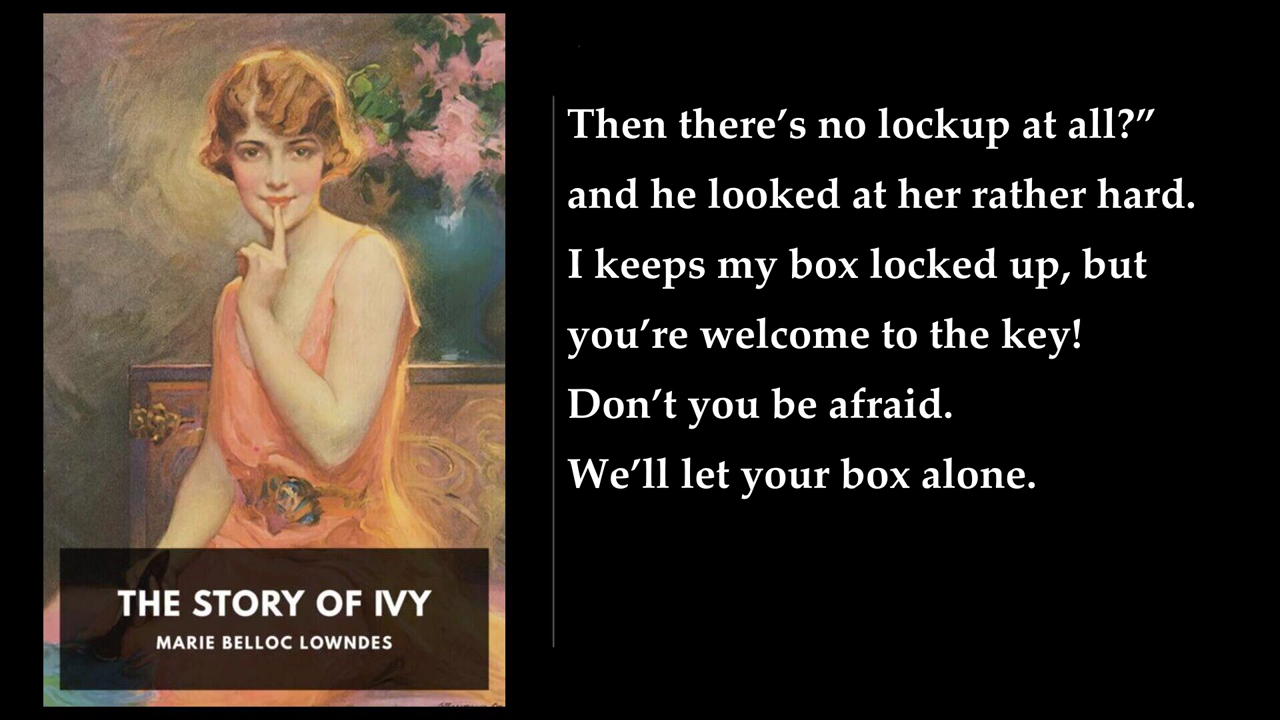 THE STORY OF IVY
MARIE BELLOC LOWNDES
Then there’s no lockup at all?”
and he looked at her rather hard.
I keeps my box locked up, but
you’re welcome to the key!
Don’t you be afraid.
We’ll let your box alone.